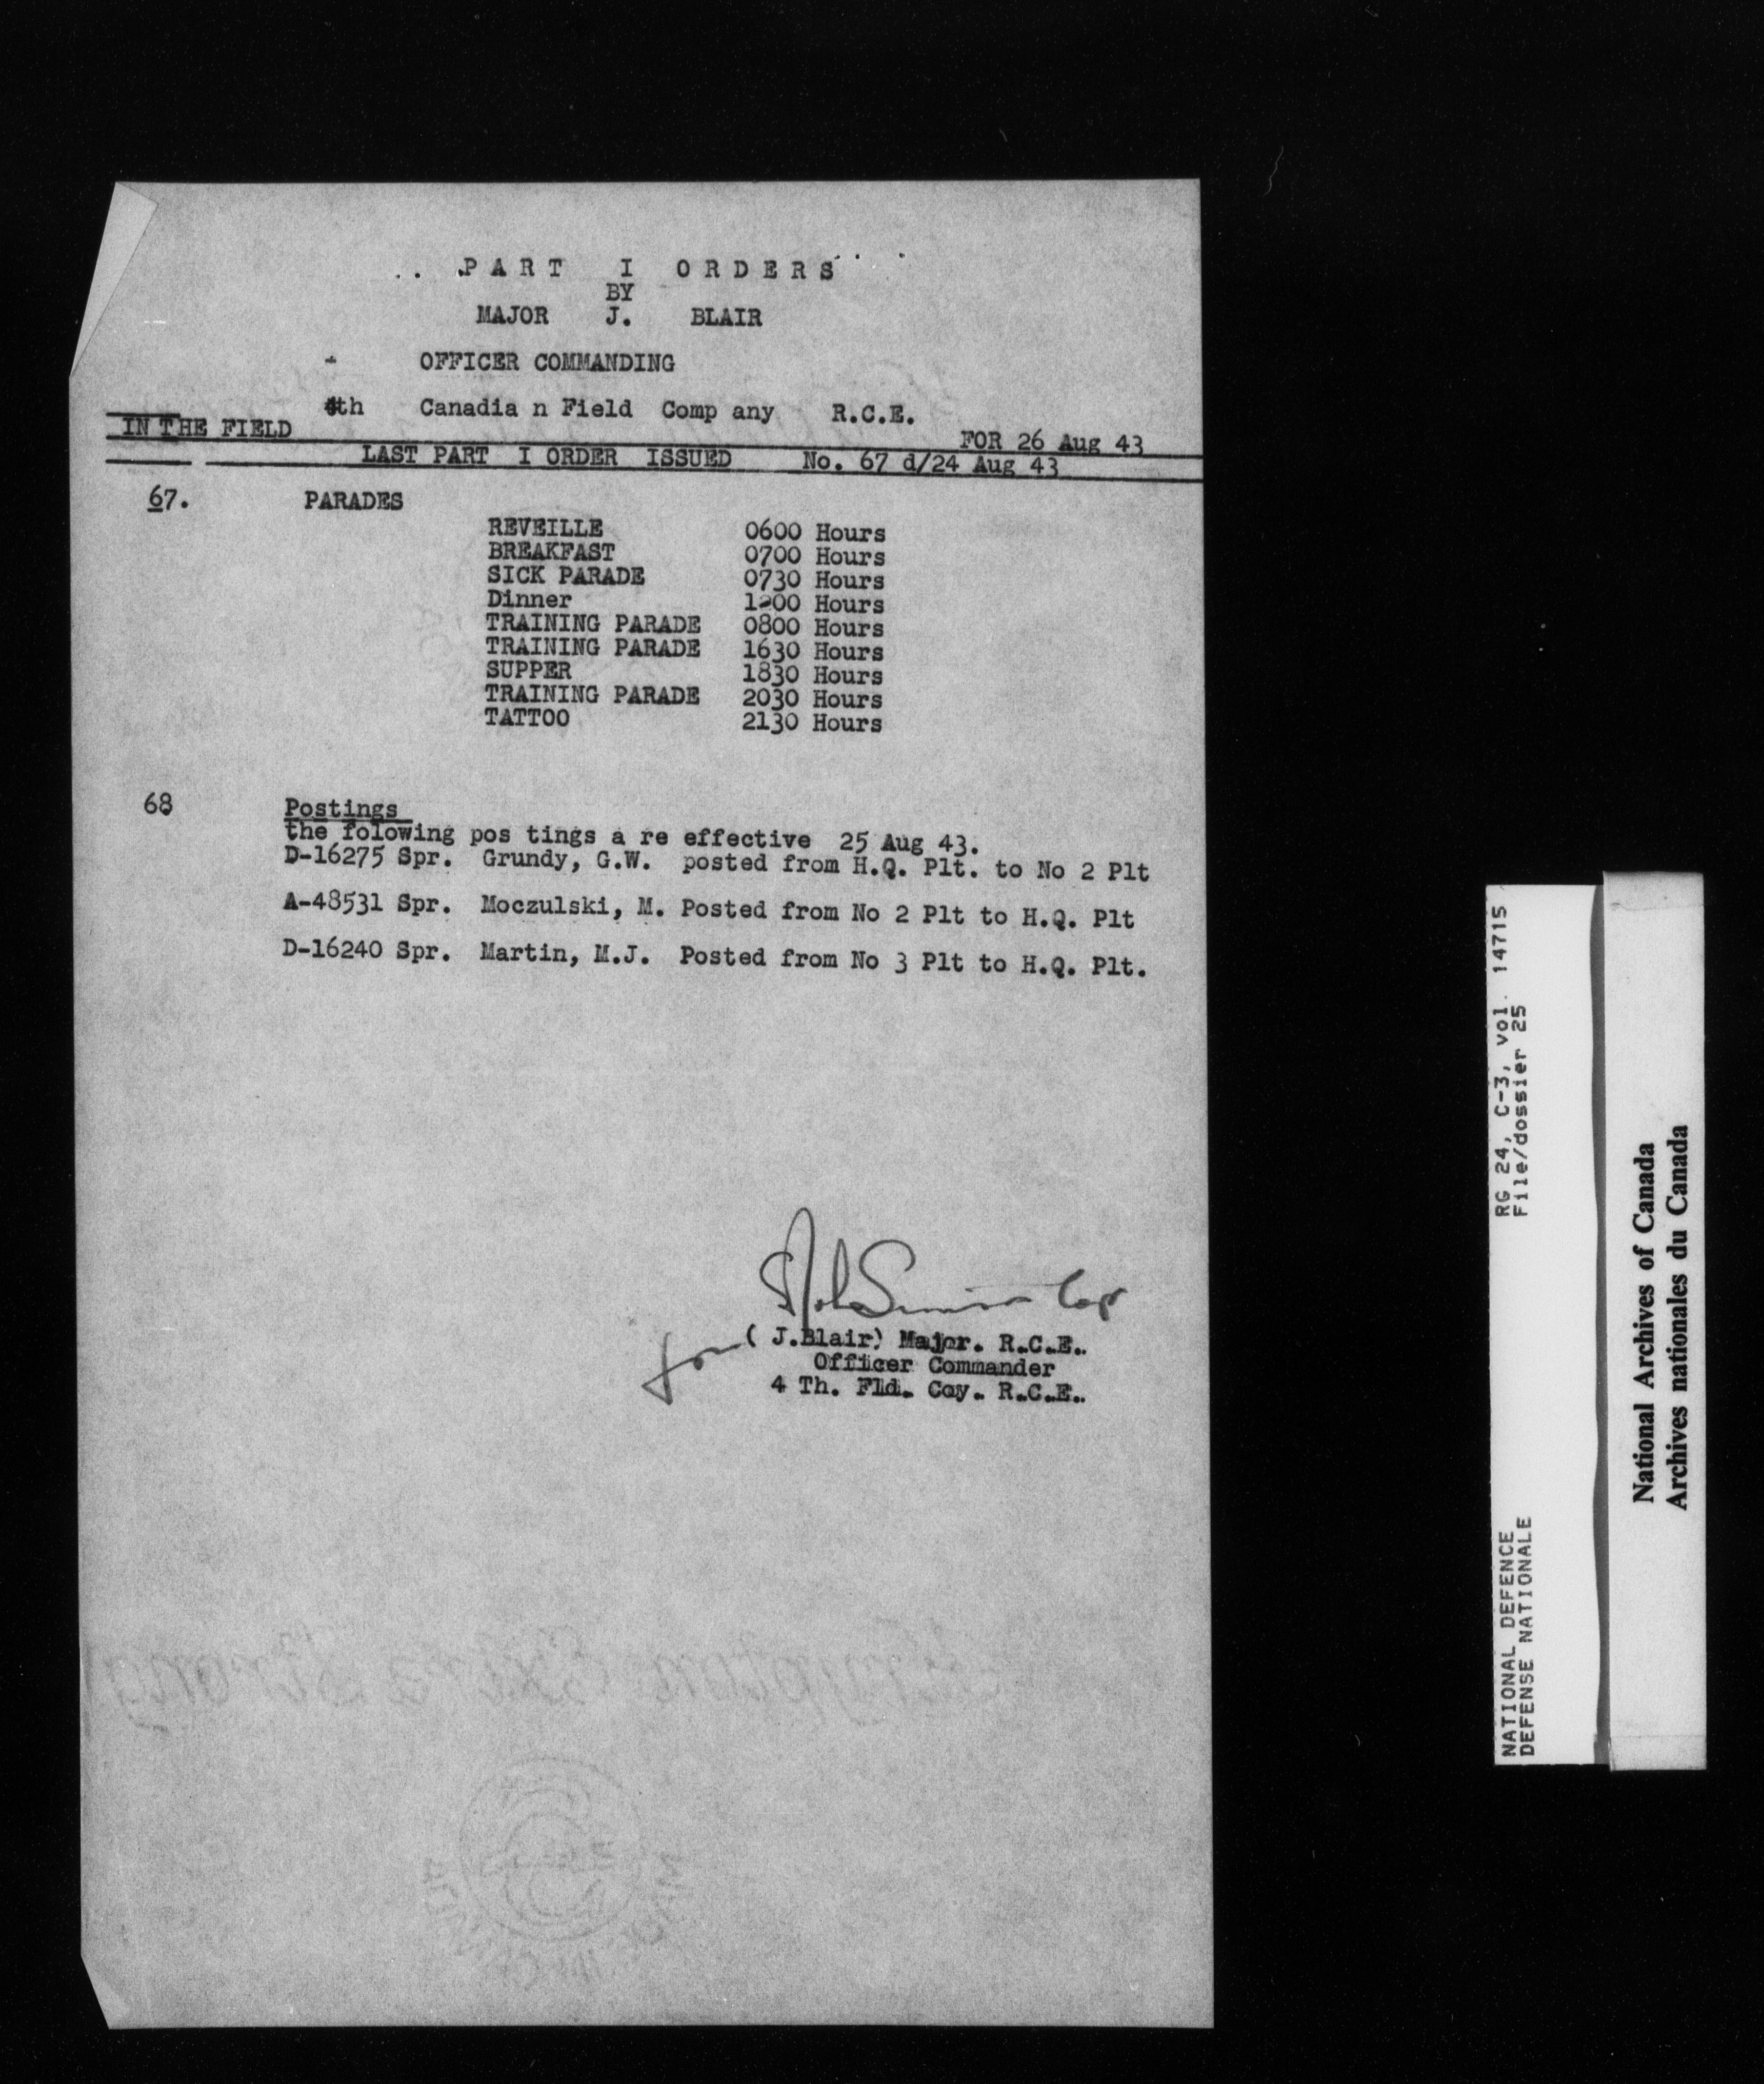 PART I ORDERS
BY
MAJOR J. BLAIR
OFFICER COMMANDING
4th Canadia n Field Comp any R.C.E.
IN THE FIELD
FOR 26 Aug 43
LAST PART I ORDER ISSUED No. 67 d/24 Aug 43
67. PARADES
REVEILLE 0600 Hours
BREAKFAST 0700 Hours
SICK PARADE 0730 Hours
Dinner 1200 Hours
TRAINING PARADE 0800 Hours
TRAINING PARADE 1630 Hours
SUPPER 1830 Hours
TRAINING PARADE 2030 Hours
TATTOO 2130 Hours
68 Postings
the folowing pos tings a re effective 25 Aug 43.
D-16275 Spr. Grundy, G.W. posted from H.Q. Plt. to No 2 Plt
A-48531 Spr. Moczulski, M. Posted from No 2 Plt to H.Q. Plt
D-16240 Spr. Martin, M.J. Posted from No 3 Plt to H.Q. Plt.
for (J.Blair) Major. R.C.E.
Officer Commander
4 Th. Fld. Coy. R.C.E.
NATIONAL DEFENCE RG 24, C-3, vol. 14715
DEFENSE NATIONALE File/dossier 25
National Archives of Canada
Archives nationales du Canada